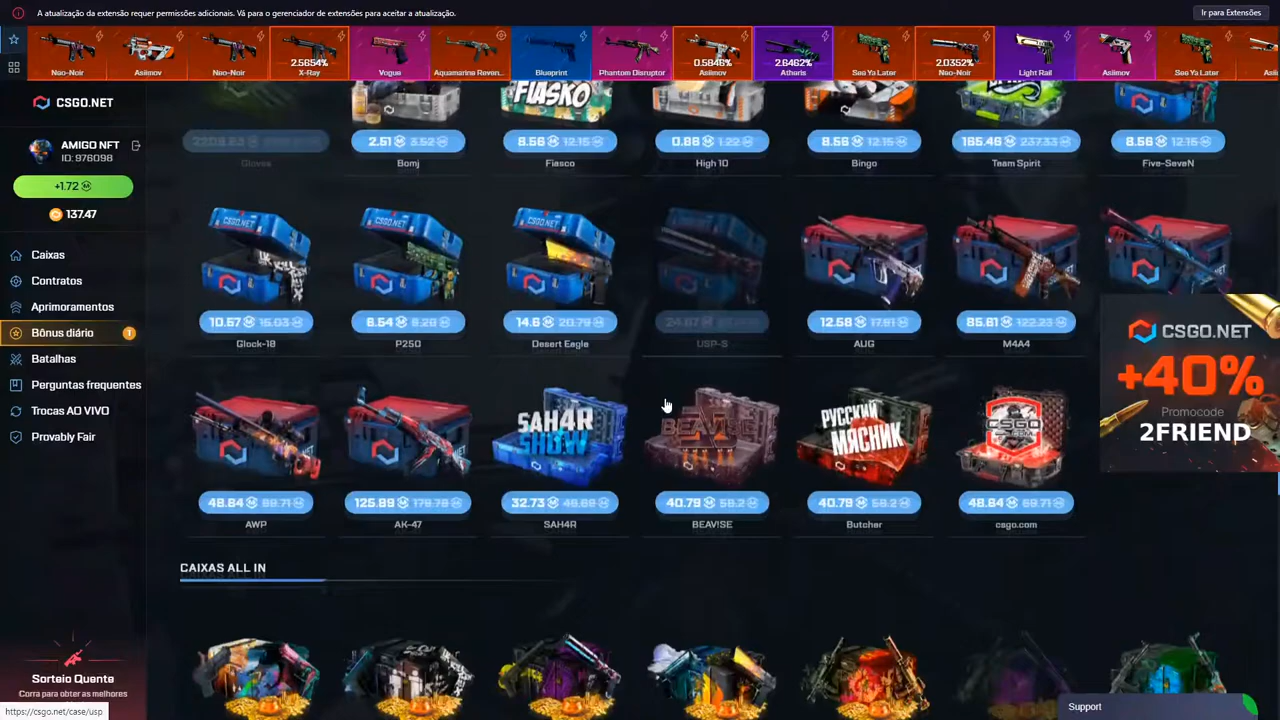 A atualização da extensão requer permissões adicionais. Vá para o gerenciador de extensões para aceitar a atualização.
Ir para Extensões
Neo-Noir
Asiimov
Neo-Noir
2.5654%
X-Ray
Vogue
Aquamarine Reven...
Blueprint
Phantom Disruptor
0.5846%
Asiimov
2.6462%
Atheris
See Ya Later
2.0352%
Neo-Noir
Light Rail
Asiimov
See Ya Later
CSGO.NET
AMIGO NFT
ID: 976098
+1.72
137.47
Caixas
Contratos
Aprimoramentos
Bônus diário 1
Batalhas
Perguntas frequentes
Trocas AO VIVO
Provably Fair
Sorteio Quente
Corra para obter as melhores
https://csgo.net/case/usp
FIASKO
2.51 3.52
8.56 12.15
0.86 1.22
8.56 12.15
165.46 237.33
8.56 12.15
Gloves
Bomj
Fiasco
High 10
Bingo
Team Spirit
Five-SeveN
CSGO.NET
CSGO.NET
CSGO.NET
10.57 15.03
6.54 9.28
14.6 20.79
12.58 17.91
85.61 122.23
Glock-18
P250
Desert Eagle
USP-S
AUG
M4A4
SAH4R
SHOW
BEAV!SE
РУССКИЙ
МЯСНИК
CSGO
.COM
48.84 69.71
125.89 179.78
32.73
40.79 58.2
40.79 58.2
48.84 69.71
AWP
AK-47
SAH4R
BEAV!SE
Butcher
csgo.com
CSGO.NET
+40%
Promocode
2FRIEND
CAIXAS ALL IN
Support